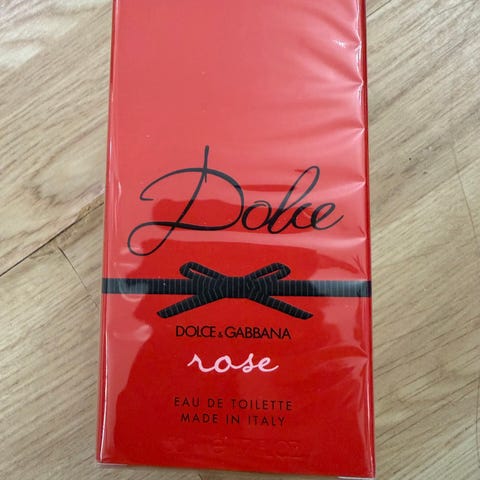 Dolce
DOLCE & GABBANA
rose
EAU DE TOILETTE
MADE IN ITALY